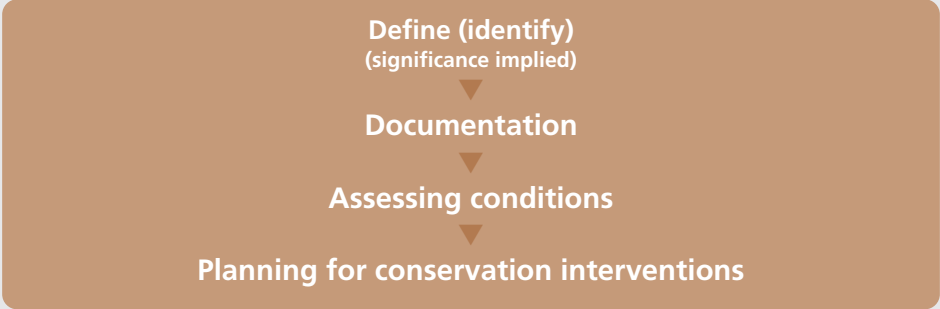 Define (identify)
(significance implied)
Documentation
Assessing conditions
Planning for conservation interventions